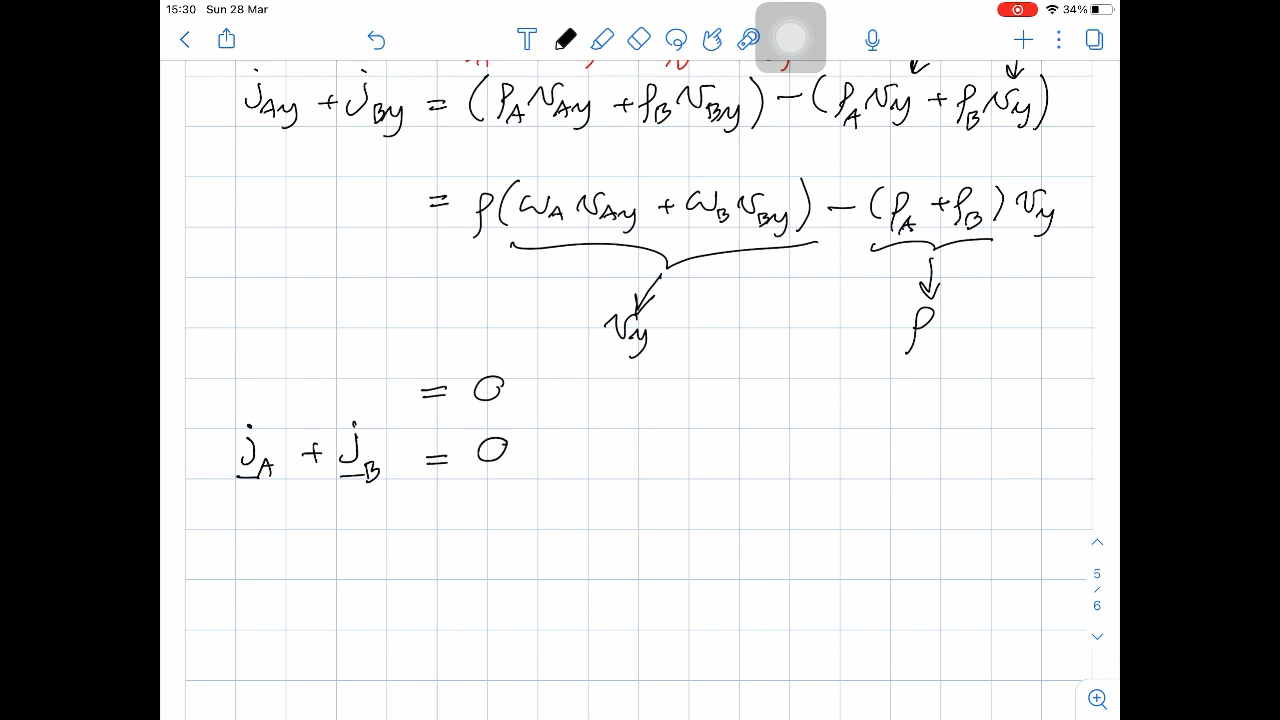 15:30 Sun 28 Mar 34%
T
j_Ay + j_By = (ρ_A v_Ay + ρ_B v_By) − (ρ_A v_y + ρ_B v_y)
= ρ(ω_A v_Ay + ω_B v_By) − (ρ_A + ρ_B) v_y
v_y ρ
= 0
j_A + j_B = 0
5
/
6